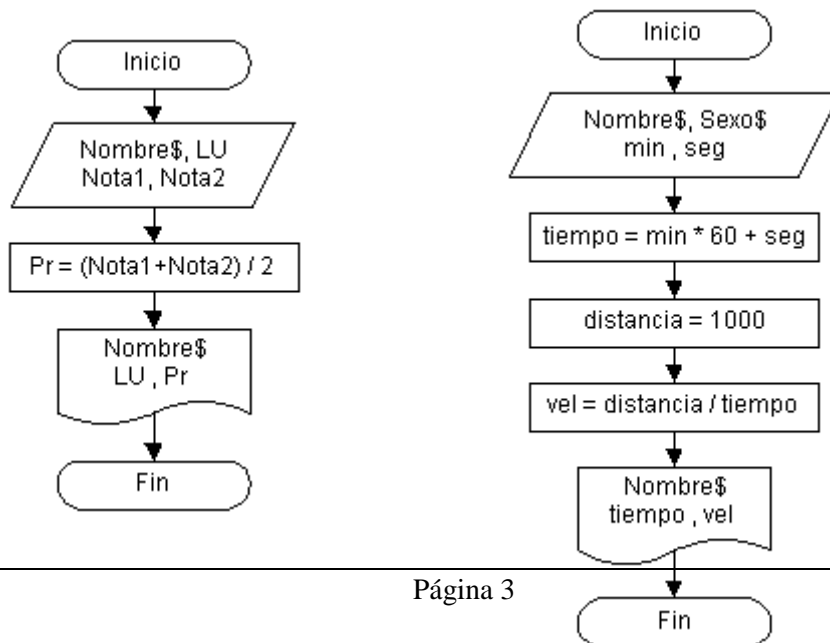 Inicio
Nombre$, LU
Nota1, Nota2
Pr = (Nota1+Nota2) / 2
Nombre$
LU , Pr
Fin
Inicio
Nombre$, Sexo$
min , seg
tiempo = min * 60 + seg
distancia = 1000
vel = distancia / tiempo
Nombre$
tiempo , vel
Página 3
Fin